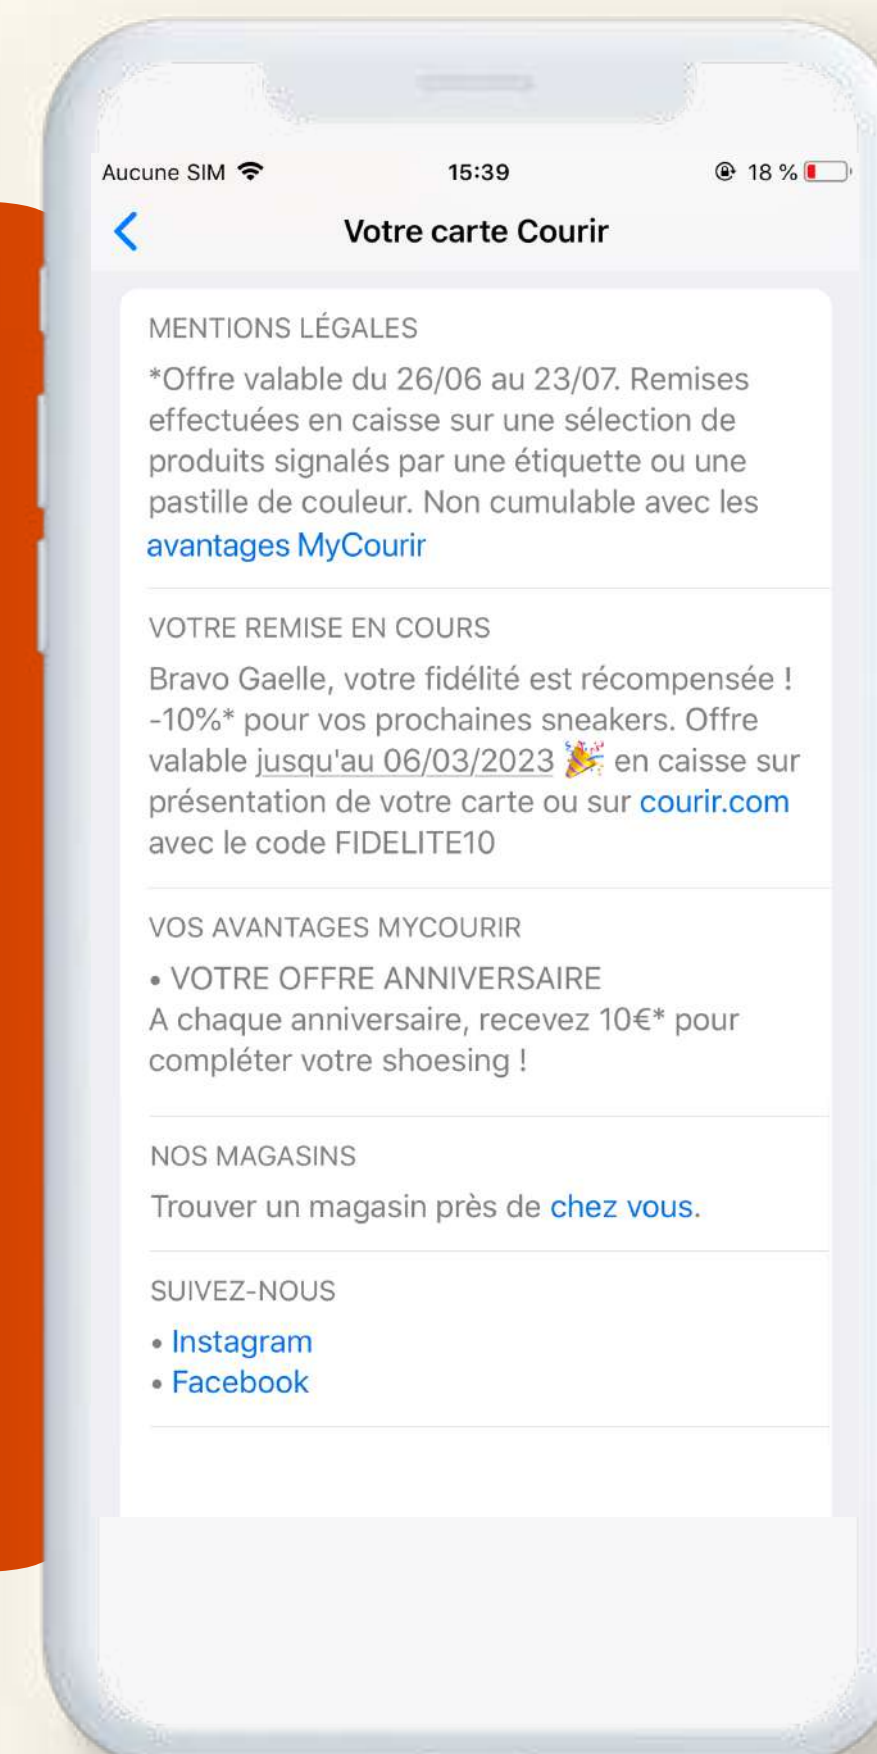 Aucune SIM 15:39 18 %
Votre carte Courir
MENTIONS LÉGALES
*Offre valable du 26/06 au 23/07. Remises
effectuées en caisse sur une sélection de
produits signalés par une étiquette ou une
pastille de couleur. Non cumulable avec les
avantages MyCourir
VOTRE REMISE EN COURS
Bravo Gaelle, votre fidélité est récompensée !
-10%* pour vos prochaines sneakers. Offre
valable jusqu'au 06/03/2023 🎉 en caisse sur
présentation de votre carte ou sur courir.com
avec le code FIDELITE10
VOS AVANTAGES MYCOURIR
• VOTRE OFFRE ANNIVERSAIRE
A chaque anniversaire, recevez 10€* pour
compléter votre shoesing !
NOS MAGASINS
Trouver un magasin près de chez vous.
SUIVEZ-NOUS
• Instagram
• Facebook